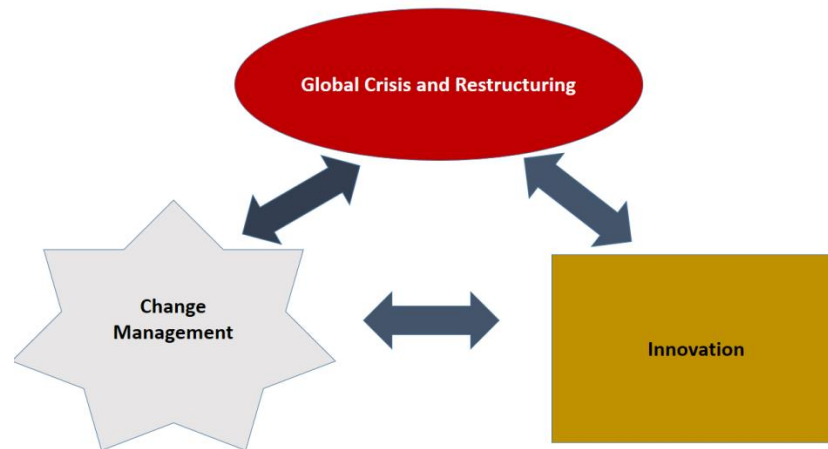 Global Crisis and Restructuring
Change
Management
Innovation